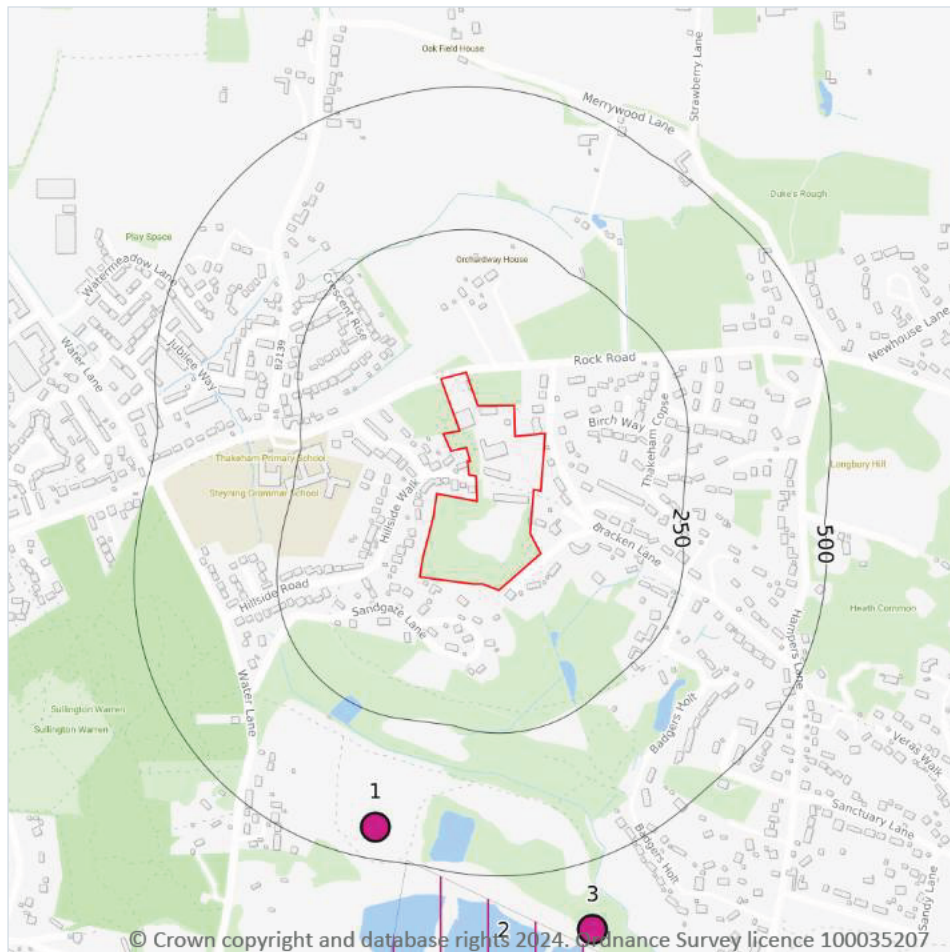 Oak Field House
Strawberry Lane
Merrywood Lane
Duke's Rough
Play Space
Watermeadow Lane
Orchardway House
Crescent Rise
Newhouse Lane
Water Lane
Jubilee Way
B2139
Rock Road
Birch Way
Thakeham Copse
Thakeham Primary School
Longbury Hill
Steyning Grammar School
Hillside Walk
250
500
Bracken Lane
Hillside Road
Sandgate Lane
Heath Common
Hampers Lane
Water Lane
Sullington Warren
Sullington Warren
Badgers Holt
Veras Walk
1
Sanctuary Lane
Badgers Holt
Sandy Lane
3
2
© Crown copyright and database rights 2024. Ordnance Survey licence 100035207